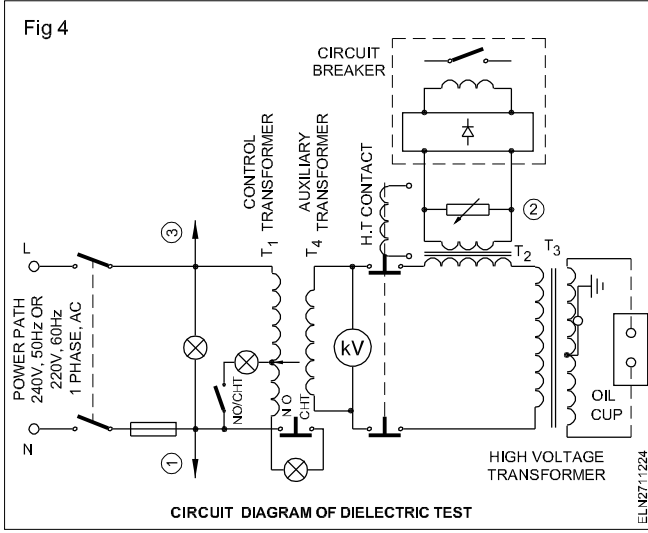 Fig 4
CIRCUIT
BREAKER
CONTROL
TRANSFORMER
AUXILIARY
TRANSFORMER
H.T CONTACT
3
2
T1
T4
T2
T3
L
POWER PATH
240V, 50Hz OR
220V, 60Hz
1 PHASE, AC
N
kV
NO/CHT
NO
CHT
1
OIL
CUP
HIGH VOLTAGE
TRANSFORMER
CIRCUIT DIAGRAM OF DIELECTRIC TEST
ELN2711224